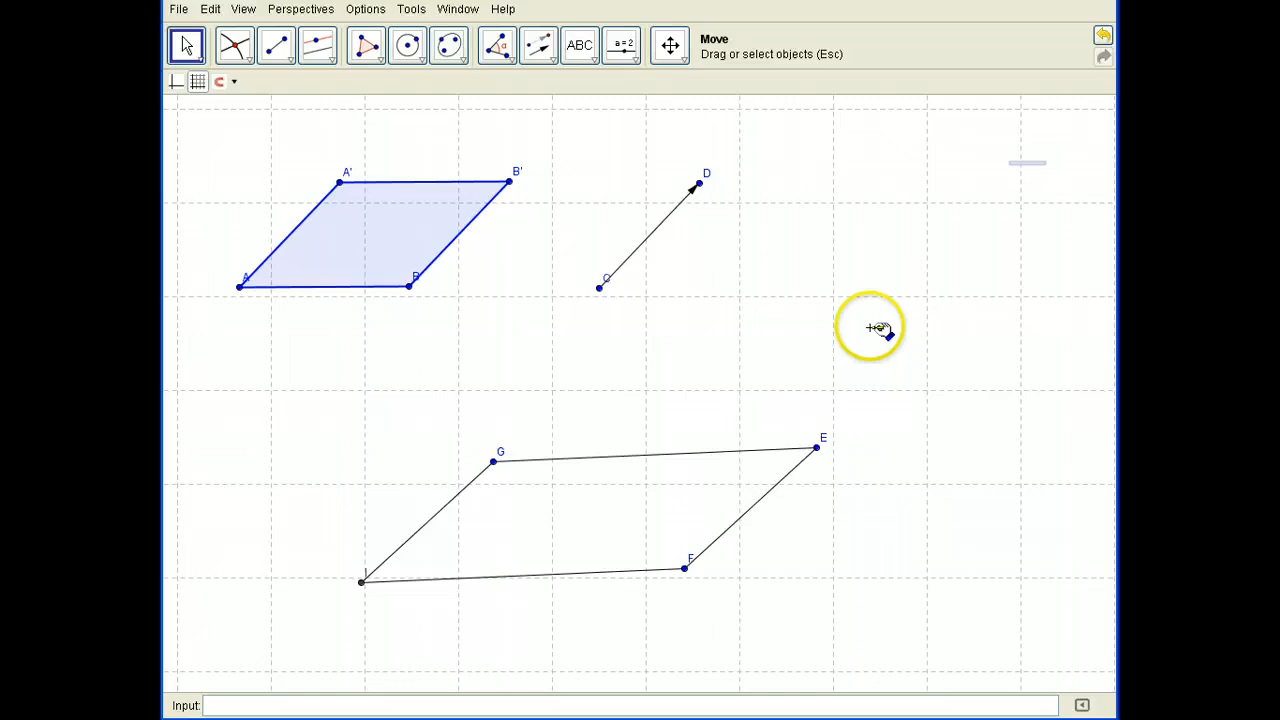 File Edit View Perspectives Options Tools Window Help
α
ABC
a = 2
Move
Drag or select objects (Esc)
A'
B'
D
A
B
C
E
G
F
I
Input: